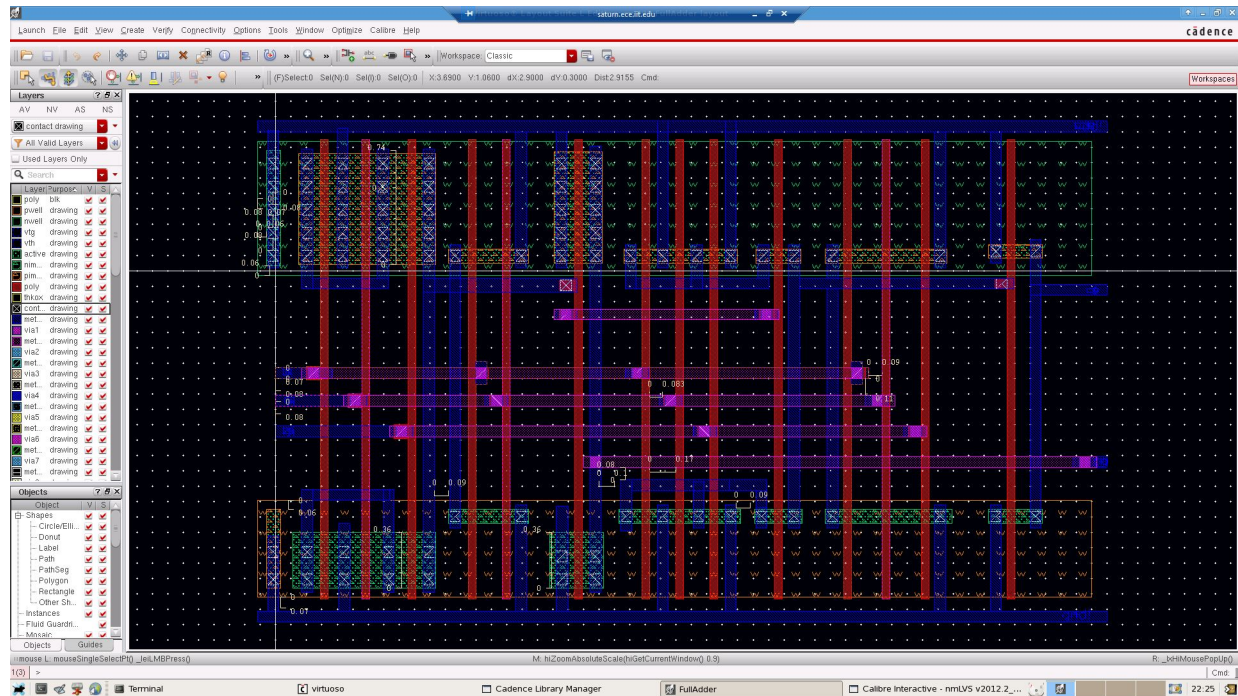 saturn.ece.iit.edu
Launch File Edit View Create Verify Connectivity Options Tools Window Optimize Calibre Help
cādence
» » » Workspace: Classic
» (F)Select:0 Sel(N):0 Sel(I):0 Sel(O):0 X:3.6900 Y:1.0600 dX:2.9000 dY:0.3000 Dist:2.9155 Cmd:
Workspaces
Layers
AV NV AS NS
contact drawing
All Valid Layers
Used Layers Only
Search
Layer Purpose V S
poly blk
pwell drawing
nwell drawing
vtg drawing
vth drawing
active drawing
nim... drawing
pim... drawing
poly drawing
thkox drawing
cont... drawing
met... drawing
via1 drawing
met... drawing
via2 drawing
met... drawing
via3 drawing
met... drawing
via4 drawing
met... drawing
via5 drawing
met... drawing
via6 drawing
met... drawing
via7 drawing
met... drawing
Objects
Object V S
Shapes
Circle/Elli...
Donut
Label
Path
PathSeg
Polygon
Rectangle
Other Sh...
Instances
Fluid Guardri...
Mosaic
Objects Guides
0.74
0.06
0 0.09
0.07
0 0.083
0.08
0.11
0.08
0 0.17
0.08
0 0.09
0 0.09
0.06
0.36
0.36
0.07
mouse L: mouseSingleSelectPt() _leiLMBPress() M: hiZoomAbsoluteScale(hiGetCurrentWindow() 0.9) R: _lxHiMousePopUp()
1(3) > Cmd:
Terminal virtuoso Cadence Library Manager FullAdder Calibre Interactive - nmLVS v2012.2_... 22:25